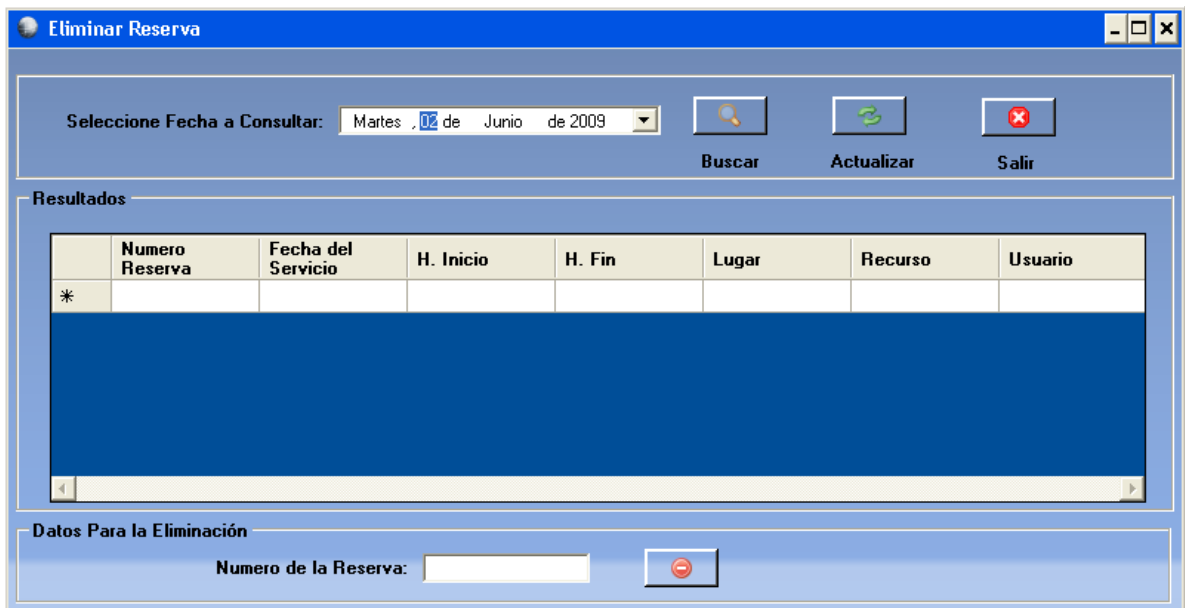 Eliminar Reserva
Seleccione Fecha a Consultar: Martes , 02 de Junio de 2009
Buscar Actualizar Salir
Resultados
Numero Reserva Fecha del Servicio H. Inicio H. Fin Lugar Recurso Usuario
Datos Para la Eliminación
Numero de la Reserva: